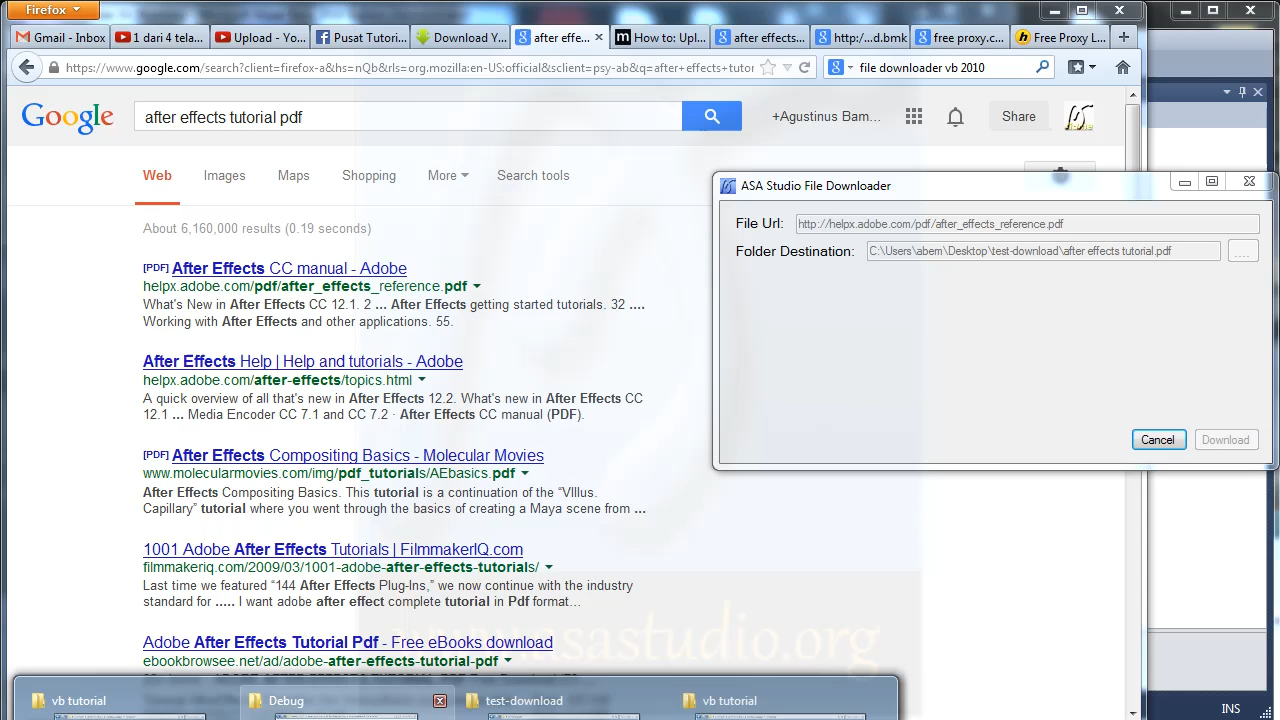 Firefox
Gmail - Inbox
1 dari 4 tela...
Upload - Yo...
Pusat Tutori...
Download Y...
after effe...
How to: Upl...
after effects...
http:/...d.bmk
free proxy.c...
Free Proxy L...
https://www.google.com/search?client=firefox-a&hs=nQb&rls=org.mozilla:en-US:official&sclient=psy-ab&q=after+effects+tutor
file downloader vb 2010
Google
after effects tutorial pdf
+Agustinus Bam...
Share
Web
Images
Maps
Shopping
More
Search tools
About 6,160,000 results (0.19 seconds)
[PDF] After Effects CC manual - Adobe
helpx.adobe.com/pdf/after_effects_reference.pdf
What's New in After Effects CC 12.1. 2 ... After Effects getting started tutorials. 32 ....
Working with After Effects and other applications. 55.
After Effects Help | Help and tutorials - Adobe
helpx.adobe.com/after-effects/topics.html
A quick overview of all that's new in After Effects 12.2. What's new in After Effects CC
12.1 ... Media Encoder CC 7.1 and CC 7.2 · After Effects CC manual (PDF).
[PDF] After Effects Compositing Basics - Molecular Movies
www.molecularmovies.com/img/pdf_tutorials/AEbasics.pdf
After Effects Compositing Basics. This tutorial is a continuation of the “VIllus.
Capillary” tutorial where you went through the basics of creating a Maya scene from ...
1001 Adobe After Effects Tutorials | FilmmakerIQ.com
filmmakeriq.com/2009/03/1001-adobe-after-effects-tutorials/
Last time we featured “144 After Effects Plug-Ins,” we now continue with the industry
standard for ..... I want adobe after effect complete tutorial in Pdf format...
Adobe After Effects Tutorial Pdf - Free eBooks download
ebookbrowsee.net/ad/adobe-after-effects-tutorial-pdf
ASA Studio File Downloader
File Url:
http://helpx.adobe.com/pdf/after_effects_reference.pdf
Folder Destination:
C:\Users\abem\Desktop\test-download\after effects tutorial.pdf
....
Cancel
Download
asastudio.org
vb tutorial
Debug
test-download
vb tutorial
INS